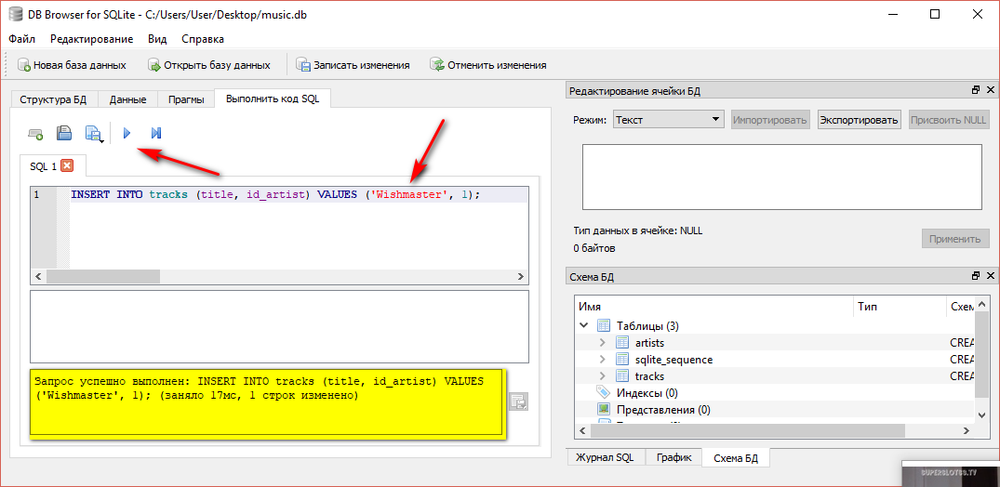 DB Browser for SQLite - C:/Users/User/Desktop/music.db
Файл Редактирование Вид Справка
Новая база данных Открыть базу данных Записать изменения Отменить изменения
Структура БД Данные Прагмы Выполнить код SQL
SQL 1
1 INSERT INTO tracks (title, id_artist) VALUES ('Wishmaster', 1);
Запрос успешно выполнен: INSERT INTO tracks (title, id_artist) VALUES
('Wishmaster', 1); (заняло 17мс, 1 строк изменено)
Редактирование ячейки БД
Режим: Текст Импортировать Экспортировать Присвоить NULL
Тип данных в ячейке: NULL
0 байтов
Применить
Схема БД
Имя Тип Схем
Таблицы (3)
artists CREA
sqlite_sequence CREA
tracks CREA
Индексы (0)
Представления (0)
Журнал SQL График Схема БД
SUPERSLOTGS.TV